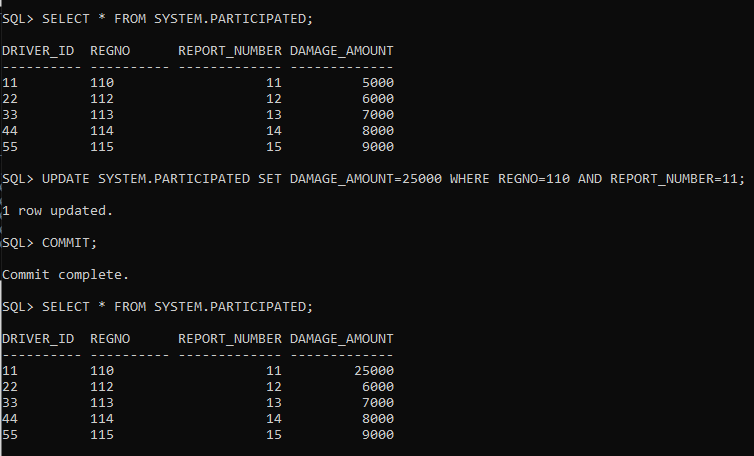 SQL> SELECT * FROM SYSTEM.PARTICIPATED;
DRIVER_ID  REGNO      REPORT_NUMBER DAMAGE_AMOUNT
---------- ---------- ------------- -------------
11         110                   11          5000
22         112                   12          6000
33         113                   13          7000
44         114                   14          8000
55         115                   15          9000
SQL> UPDATE SYSTEM.PARTICIPATED SET DAMAGE_AMOUNT=25000 WHERE REGNO=110 AND REPORT_NUMBER=11;
1 row updated.
SQL> COMMIT;
Commit complete.
SQL> SELECT * FROM SYSTEM.PARTICIPATED;
DRIVER_ID  REGNO      REPORT_NUMBER DAMAGE_AMOUNT
---------- ---------- ------------- -------------
11         110                   11         25000
22         112                   12          6000
33         113                   13          7000
44         114                   14          8000
55         115                   15          9000